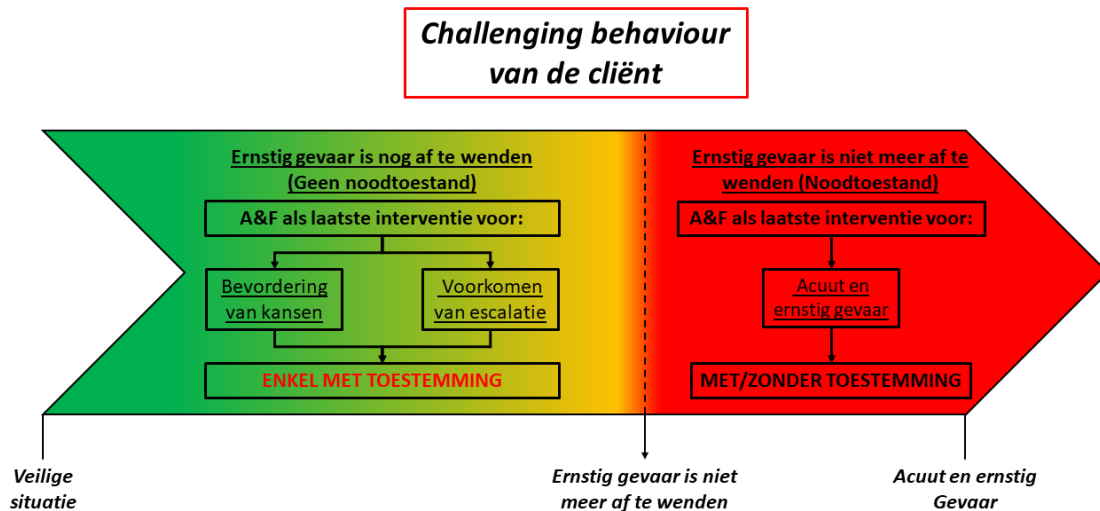 Challenging behaviour
van de cliënt
Ernstig gevaar is nog af te wenden
(Geen noodtoestand)
A&F als laatste interventie voor:
Bevordering
van kansen
Voorkomen
van escalatie
ENKEL MET TOESTEMMING
Ernstig gevaar is niet meer af te
wenden (Noodtoestand)
A&F als laatste interventie voor:
Acuut en
ernstig gevaar
MET/ZONDER TOESTEMMING
Veilige
situatie
Ernstig gevaar is niet
meer af te wenden
Acuut en ernstig
Gevaar